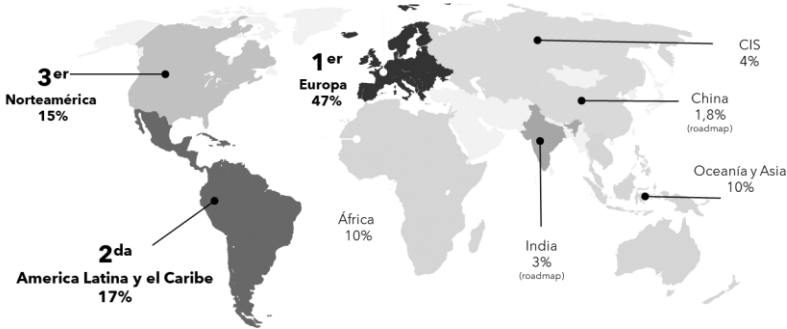 3er
Norteamérica
15%
1er
Europa
47%
CIS
4%
China
1,8%
(roadmap)
Oceanía y Asia
10%
África
10%
India
3%
(roadmap)
2da
America Latina y el Caribe
17%